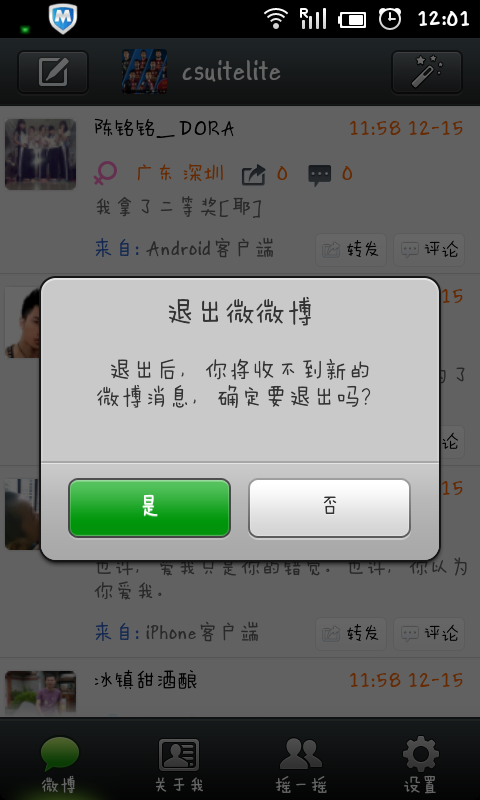 R 12:01
csuitelite
陈铭铭__DORA 11:58 12-15
广东 深圳 0 0
我拿了二等奖[耶]
来自:Android客户端 转发 评论
15
退出微微博
退出后，你将收不到新的
的了
微博消息，确定要退出吗?
论
15
是 否
也许，爱我只是你的错觉．也许，你以为
你爱我．
来自:iPhone客户端 转发 评论
冰镇甜酒酿 11:58 12-15
微博 关于我 摇一摇 设置